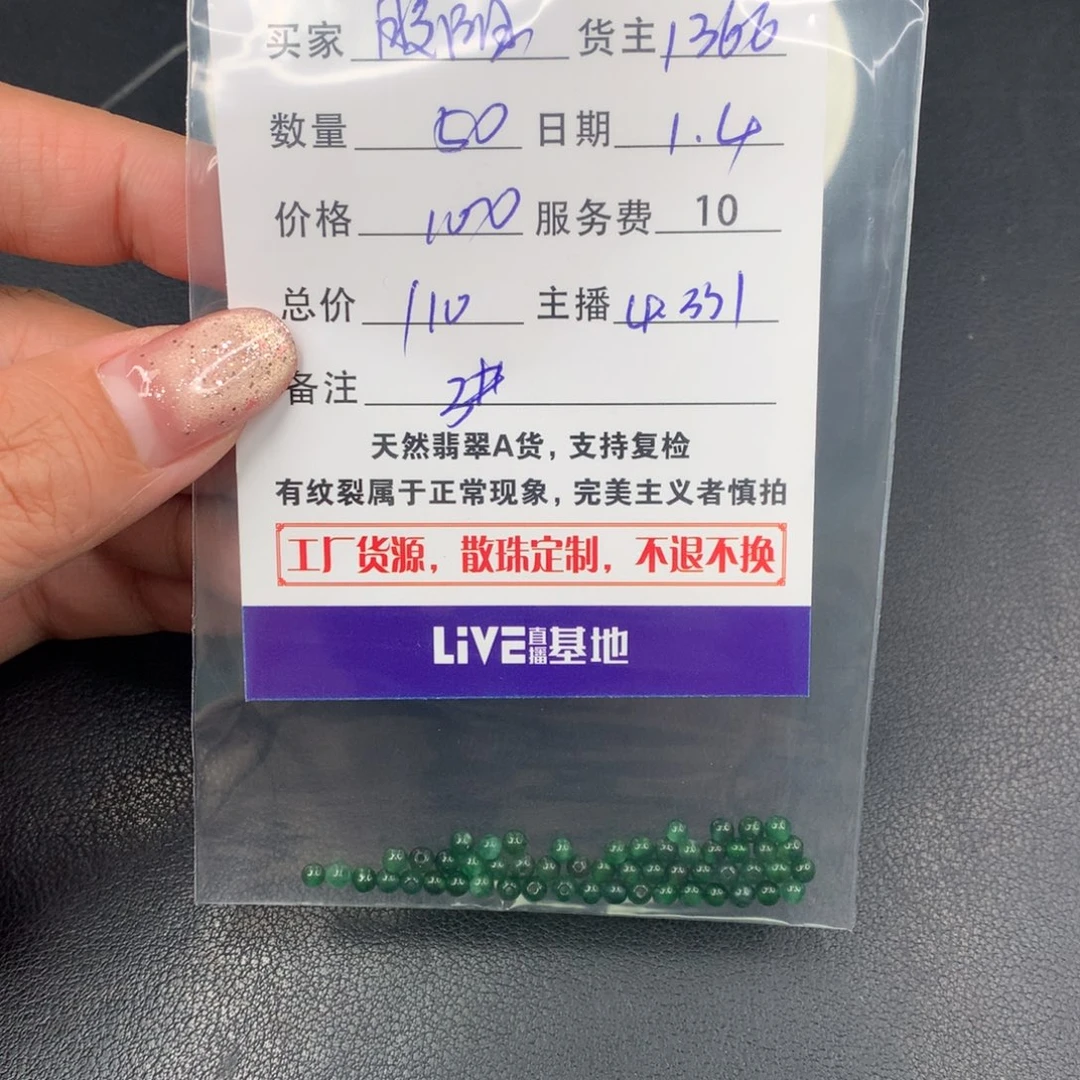 买家 货主 1366
数量 50 日期 1.4
价格 100 服务费 10
总价 110 主播 42331
备注 3#
天然翡翠A货，支持复检
有纹裂属于正常现象，完美主义者慎拍
工厂货源，散珠定制，不退不换
LiVE直播基地